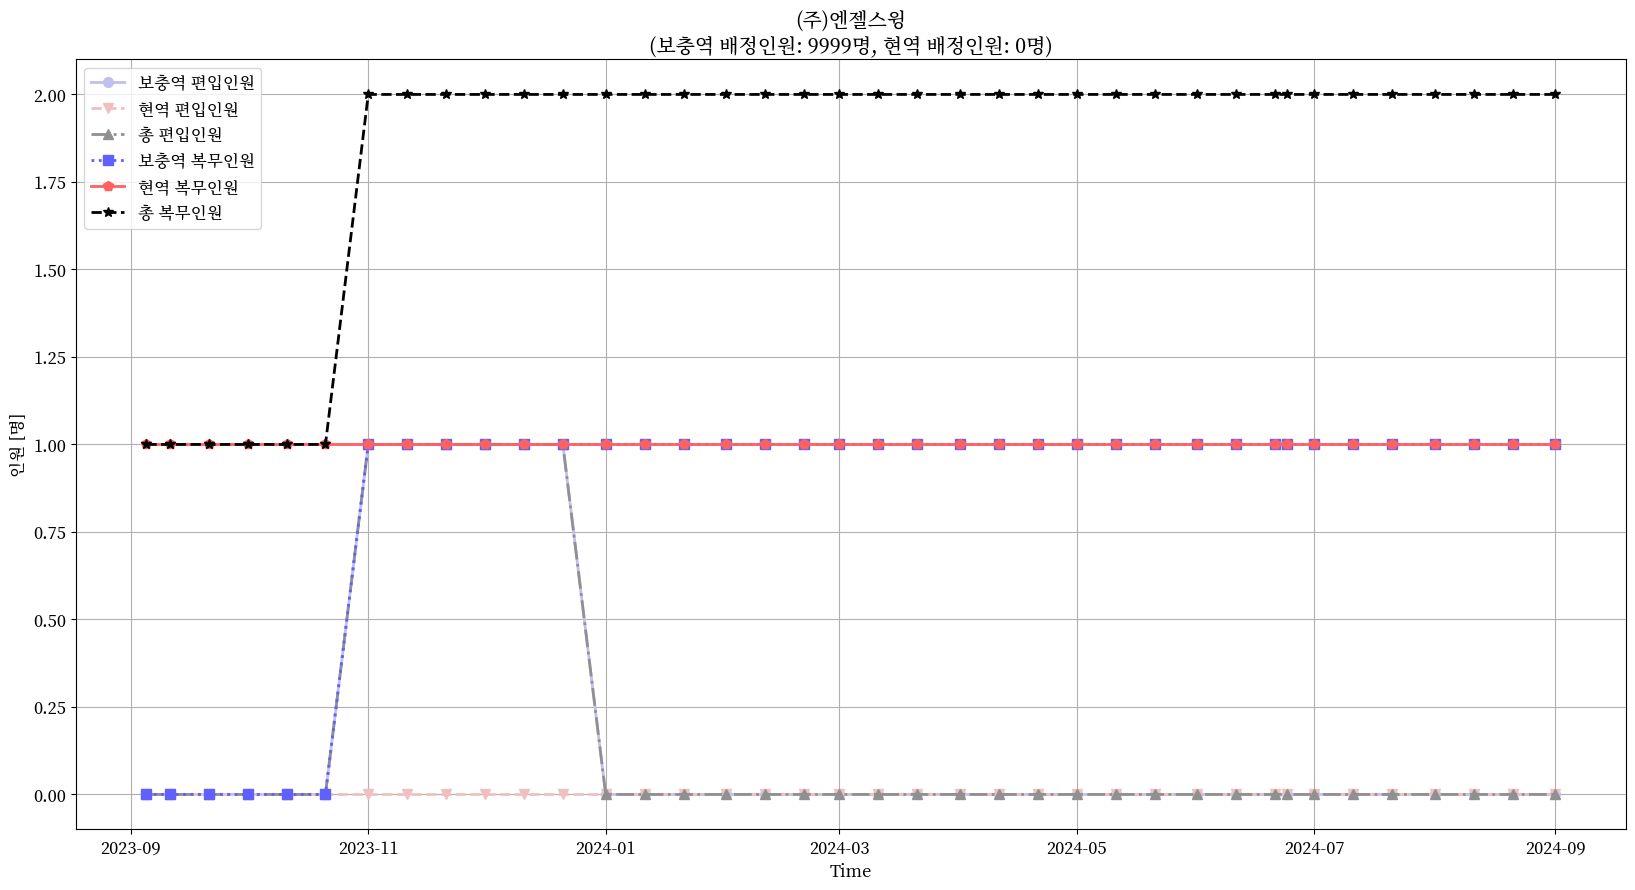 (주)엔젤스윙
(보충역 배정인원: 9999명, 현역 배정인원: 0명)
보충역 편입인원
현역 편입인원
총 편입인원
보충역 복무인원
현역 복무인원
총 복무인원
인원 [명]
2.00
1.75
1.50
1.25
1.00
0.75
0.50
0.25
0.00
2023-09
2023-11
2024-01
2024-03
2024-05
2024-07
2024-09
Time